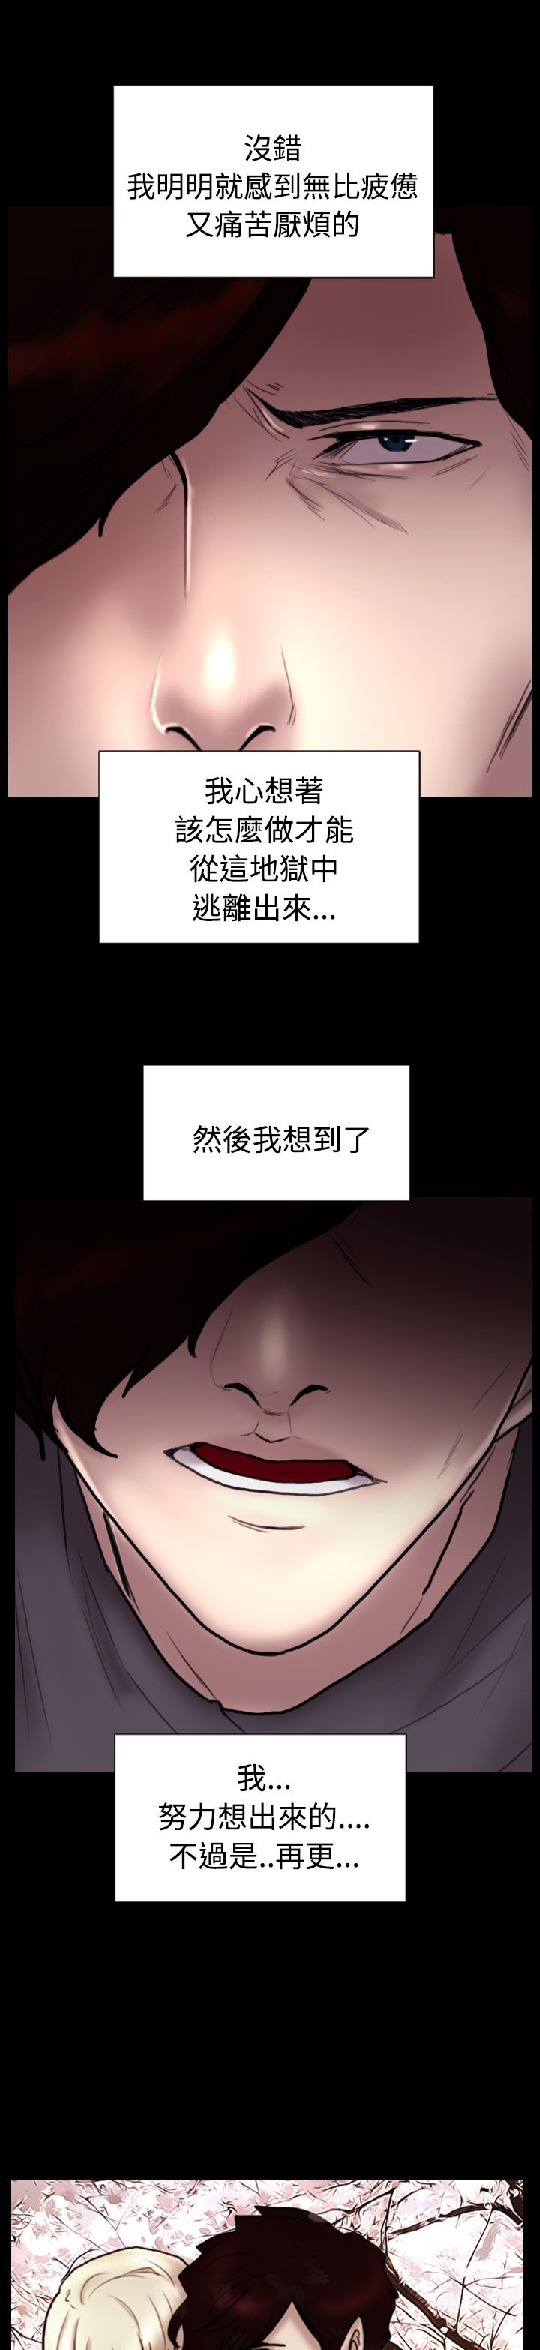 沒錯
我明明就感到無比疲憊
又痛苦厭煩的
我心想著
該怎麼做才能
從這地獄中
逃離出來...
然後我想到了
我...
努力想出來的....
不過是..再更...